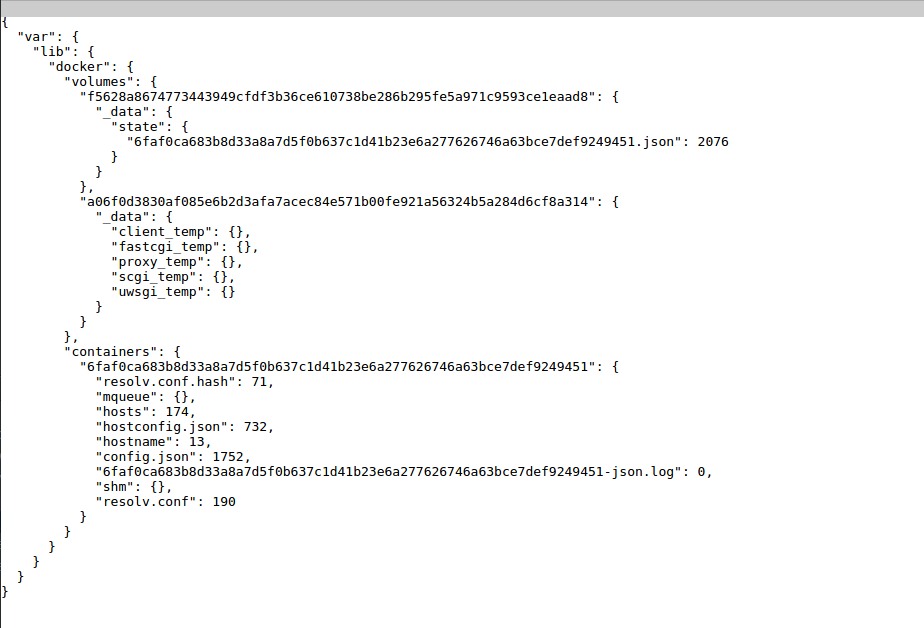 {
  "var": {
    "lib": {
      "docker": {
        "volumes": {
          "f5628a8674773443949cfdf3b36ce610738be286b295fe5a971c9593ce1eaad8": {
            "_data": {
              "state": {
                "6faf0ca683b8d33a8a7d5f0b637c1d41b23e6a277626746a63bce7def9249451.json": 2076
              }
            }
          },
          "a06f0d3830af085e6b2d3afa7acec84e571b00fe921a56324b5a284d6cf8a314": {
            "_data": {
              "client_temp": {},
              "fastcgi_temp": {},
              "proxy_temp": {},
              "scgi_temp": {},
              "uwsgi_temp": {}
            }
          }
        },
        "containers": {
          "6faf0ca683b8d33a8a7d5f0b637c1d41b23e6a277626746a63bce7def9249451": {
            "resolv.conf.hash": 71,
            "mqueue": {},
            "hosts": 174,
            "hostconfig.json": 732,
            "hostname": 13,
            "config.json": 1752,
            "6faf0ca683b8d33a8a7d5f0b637c1d41b23e6a277626746a63bce7def9249451-json.log": 0,
            "shm": {},
            "resolv.conf": 190
          }
        }
      }
    }
  }
}